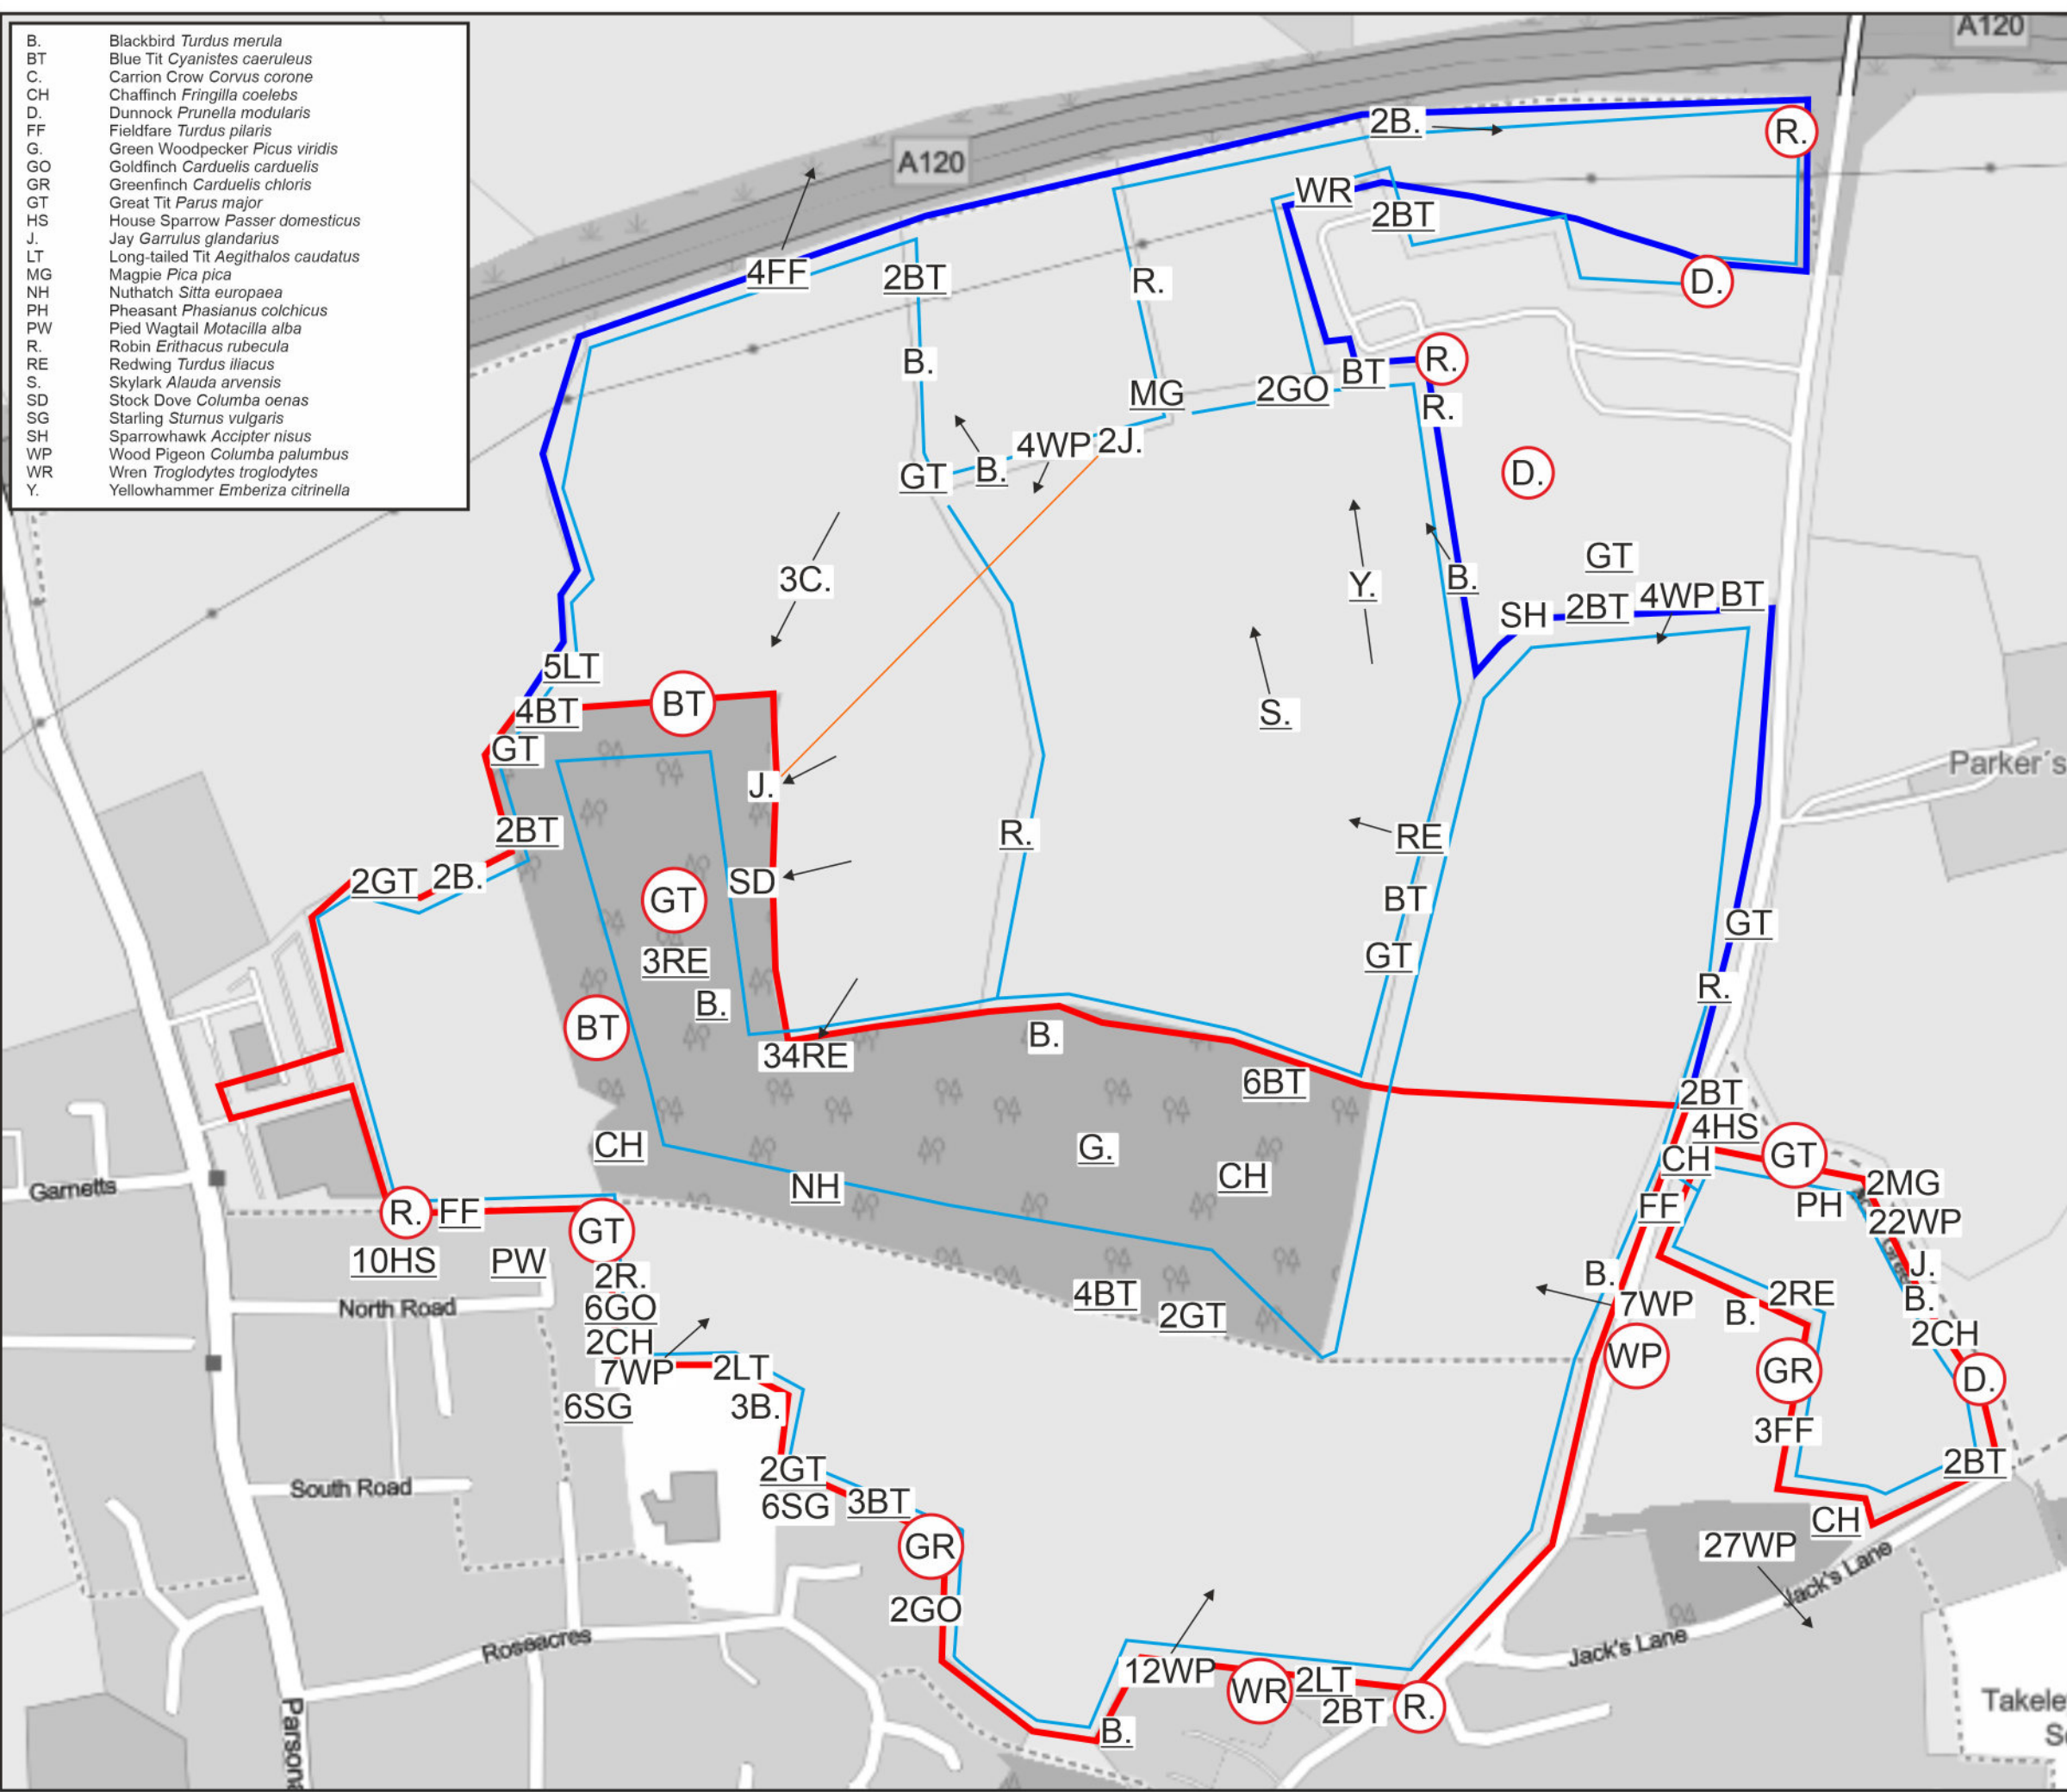 B. Blackbird Turdus merula
BT Blue Tit Cyanistes caeruleus
C. Carrion Crow Corvus corone
CH Chaffinch Fringilla coelebs
D. Dunnock Prunella modularis
FF Fieldfare Turdus pilaris
G. Green Woodpecker Picus viridis
GO Goldfinch Carduelis carduelis
GR Greenfinch Carduelis chloris
GT Great Tit Parus major
HS House Sparrow Passer domesticus
J. Jay Garrulus glandarius
LT Long-tailed Tit Aegithalos caudatus
MG Magpie Pica pica
NH Nuthatch Sitta europaea
PH Pheasant Phasianus colchicus
PW Pied Wagtail Motacilla alba
R. Robin Erithacus rubecula
RE Redwing Turdus iliacus
S. Skylark Alauda arvensis
SD Stock Dove Columba oenas
SG Starling Sturnus vulgaris
SH Sparrowhawk Accipter nisus
WP Wood Pigeon Columba palumbus
WR Wren Troglodytes troglodytes
Y. Yellowhammer Emberiza citrinella
A120
A120
2B.
R.
WR
2BT
4FF
2BT
R.
D.
B.
MG
2GO
BT
R.
R.
GT
B.
4WP
2J.
D.
3C.
Y.
B.
GT
SH
2BT
4WP
BT
5LT
4BT
BT
S.
GT
J.
Parker's
2BT
R.
RE
2GT
2B.
SD
GT
BT
GT
3RE
GT
R.
B.
BT
34RE
B.
6BT
2BT
4HS
CH
G.
CH
CH
GT
2MG
NH
FF
PH
22WP
Garnetts
R.
FF
GT
10HS
PW
2R.
B.
J.
4BT
7WP
2RE
B.
North Road
6GO
2GT
B.
2CH
2CH
7WP
2LT
WP
GR
D.
6SG
3B.
3FF
South Road
2GT
2BT
6SG
3BT
CH
GR
27WP
Jack's Lane
2GO
Roseacres
Jack's Lane
12WP
WR
2LT
2BT
R.
B.
Parsona
Takele
S